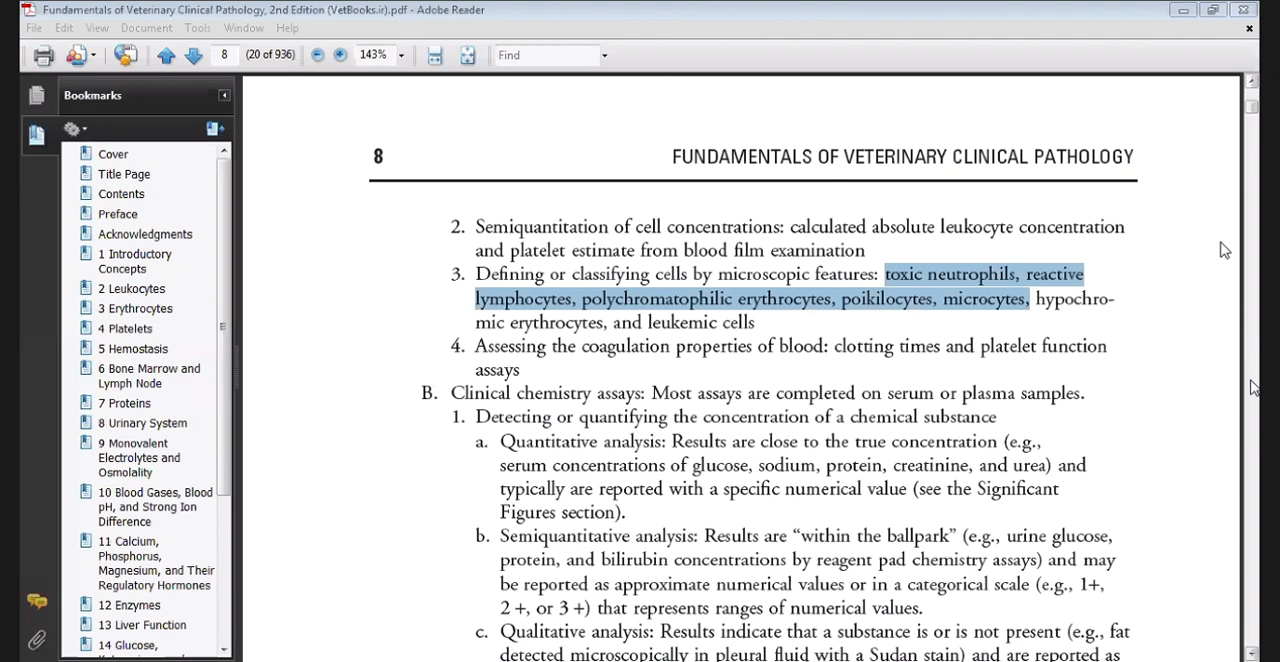 Fundamentals of Veterinary Clinical Pathology, 2nd Edition (VetBooks.ir).pdf - Adobe Reader
File Edit View Document Tools Window Help
8 (20 of 936) 143% Find
Bookmarks
Cover
Title Page
Contents
Preface
Acknowledgments
1 Introductory
Concepts
2 Leukocytes
3 Erythrocytes
4 Platelets
5 Hemostasis
6 Bone Marrow and
Lymph Node
7 Proteins
8 Urinary System
9 Monovalent
Electrolytes and
Osmolality
10 Blood Gases, Blood
pH, and Strong Ion
Difference
11 Calcium,
Phosphorus,
Magnesium, and Their
Regulatory Hormones
12 Enzymes
13 Liver Function
14 Glucose,
8 FUNDAMENTALS OF VETERINARY CLINICAL PATHOLOGY
2. Semiquantitation of cell concentrations: calculated absolute leukocyte concentration
and platelet estimate from blood film examination
3. Defining or classifying cells by microscopic features: toxic neutrophils, reactive
lymphocytes, polychromatophilic erythrocytes, poikilocytes, microcytes, hypochro-
mic erythrocytes, and leukemic cells
4. Assessing the coagulation properties of blood: clotting times and platelet function
assays
B. Clinical chemistry assays: Most assays are completed on serum or plasma samples.
1. Detecting or quantifying the concentration of a chemical substance
a. Quantitative analysis: Results are close to the true concentration (e.g.,
serum concentrations of glucose, sodium, protein, creatinine, and urea) and
typically are reported with a specific numerical value (see the Significant
Figures section).
b. Semiquantitative analysis: Results are “within the ballpark” (e.g., urine glucose,
protein, and bilirubin concentrations by reagent pad chemistry assays) and may
be reported as approximate numerical values or in a categorical scale (e.g., 1+,
2 +, or 3 +) that represents ranges of numerical values.
c. Qualitative analysis: Results indicate that a substance is or is not present (e.g., fat
detected microscopically in pleural fluid with a Sudan stain) and are reported as